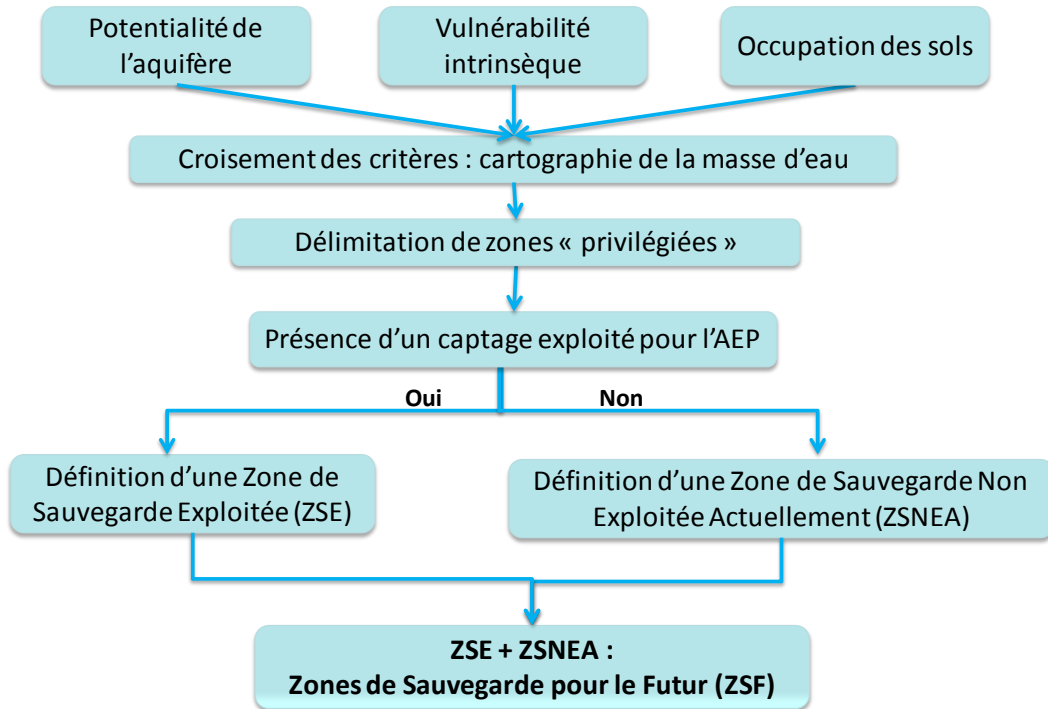 Potentialité de
l'aquifère
Vulnérabilité
intrinsèque
Occupation des sols
Croisement des critères : cartographie de la masse d'eau
Délimitation de zones « privilégiées »
Présence d'un captage exploité pour l'AEP
Oui
Non
Définition d'une Zone de
Sauvegarde Exploitée (ZSE)
Définition d'une Zone de Sauvegarde Non
Exploitée Actuellement (ZSNEA)
ZSE + ZSNEA :
Zones de Sauvegarde pour le Futur (ZSF)